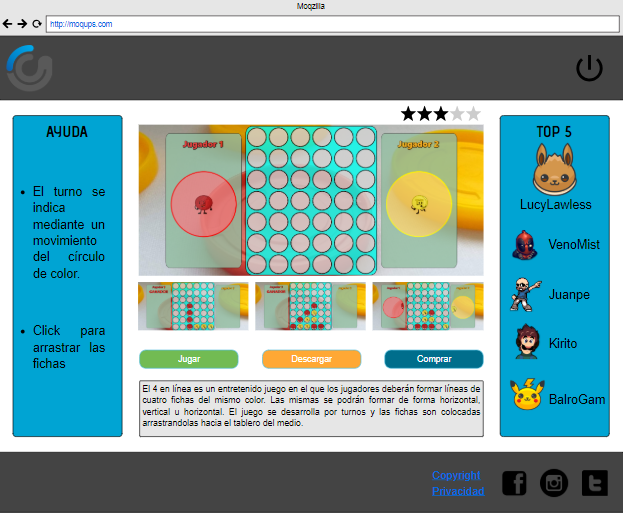 Moqzilla
http://moqups.com
AYUDA
El turno se
indica
mediante un
movimiento
del círculo
de color.
Click para
arrastrar las
fichas
Jugador 1
Jugador 2
Jugar
Descargar
Comprar
El 4 en línea es un entretenido juego en el que los jugadores deberán formar líneas de
cuatro fichas del mismo color. Las mismas se podrán formar de forma horizontal,
vertical u horizontal. El juego se desarrolla por turnos y las fichas son colocadas
arrastrandolas hacia el tablero del medio.
TOP 5
LucyLawless
VenoMist
Juanpe
Kirito
BalroGam
Copyright
Privacidad